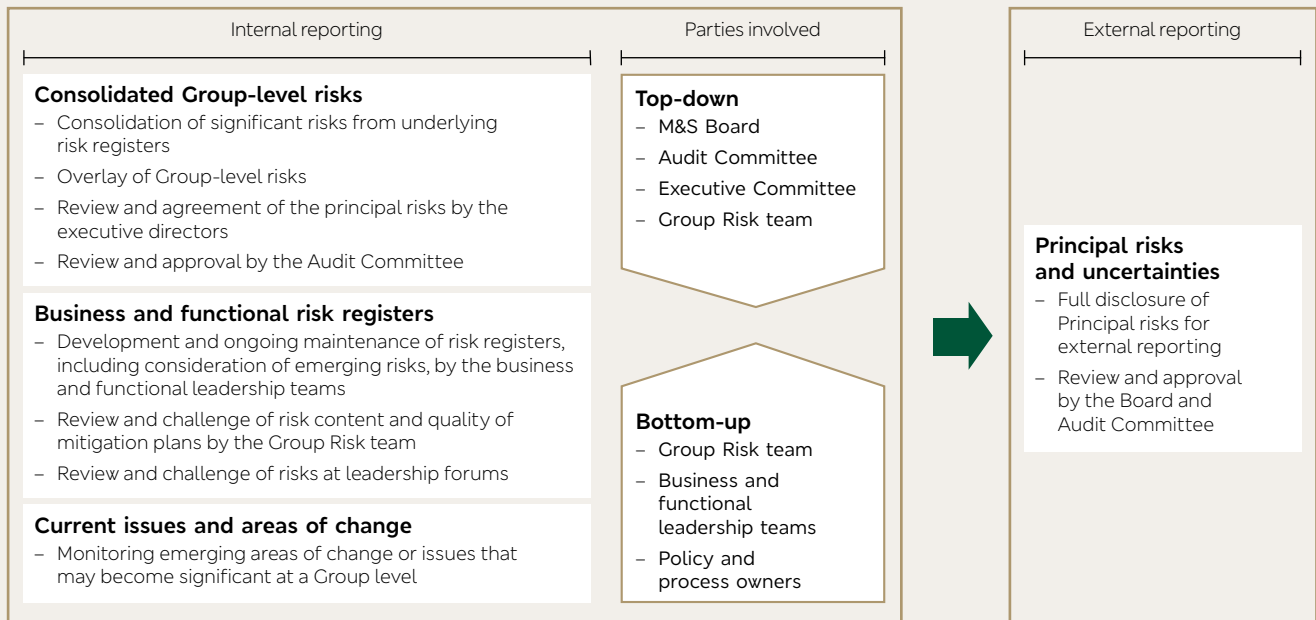 Internal reporting
Consolidated Group-level risks
– Consolidation of significant risks from underlying
risk registers
– Overlay of Group-level risks
– Review and agreement of the principal risks by the
executive directors
– Review and approval by the Audit Committee
Business and functional risk registers
– Development and ongoing maintenance of risk registers,
including consideration of emerging risks, by the business
and functional leadership teams
– Review and challenge of risk content and quality of
mitigation plans by the Group Risk team
– Review and challenge of risks at leadership forums
Current issues and areas of change
– Monitoring emerging areas of change or issues that
may become significant at a Group level
Parties involved
Top-down
– M&S Board
– Audit Committee
– Executive Committee
– Group Risk team
Bottom-up
– Group Risk team
– Business and
functional
leadership teams
– Policy and
process owners
External reporting
Principal risks
and uncertainties
– Full disclosure of
Principal risks for
external reporting
– Review and approval
by the Board and
Audit Committee